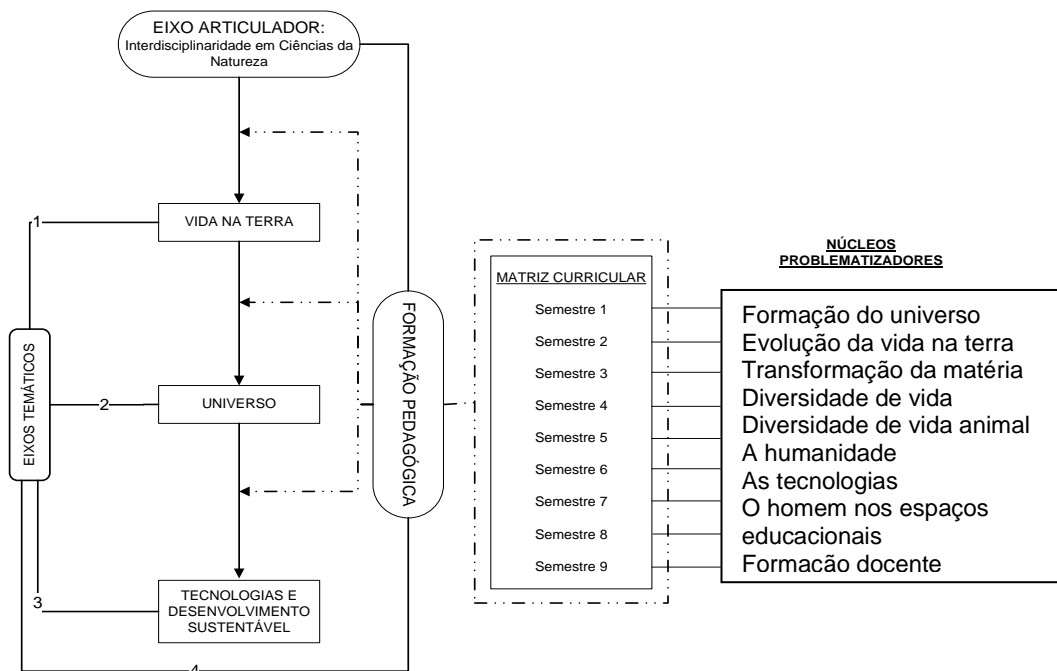 EIXO ARTICULADOR:
Interdisciplinaridade em Ciências da
Natureza
1
VIDA NA TERRA
EIXOS TEMÁTICOS
2
UNIVERSO
3
TECNOLOGIAS E
DESENVOLVIMENTO
SUSTENTÁVEL
4
FORMAÇÃO PEDAGÓGICA
MATRIZ CURRICULAR
Semestre 1
Semestre 2
Semestre 3
Semestre 4
Semestre 5
Semestre 6
Semestre 7
Semestre 8
Semestre 9
NÚCLEOS
PROBLEMATIZADORES
Formação do universo
Evolução da vida na terra
Transformação da matéria
Diversidade de vida
Diversidade de vida animal
A humanidade
As tecnologias
O homem nos espaços
educacionais
Formação docente